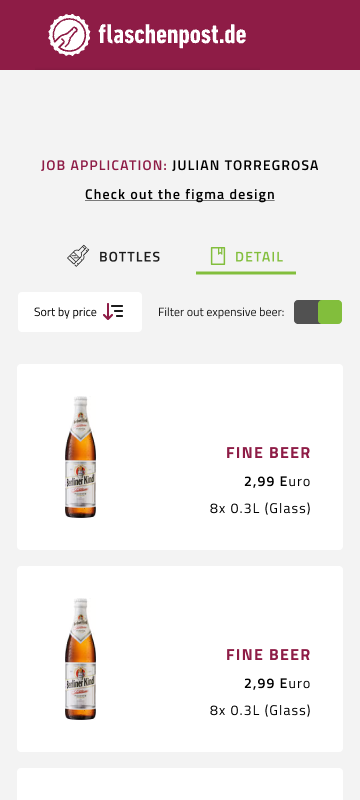 flaschenpost.de
JOB APPLICATION: JULIAN TORREGROSA
Check out the figma design
BOTTLES
DETAIL
Sort by price
Filter out expensive beer:
Berliner Kindl
FINE BEER
2,99 Euro
8x 0.3L (Glass)
Berliner Kindl
FINE BEER
2,99 Euro
8x 0.3L (Glass)